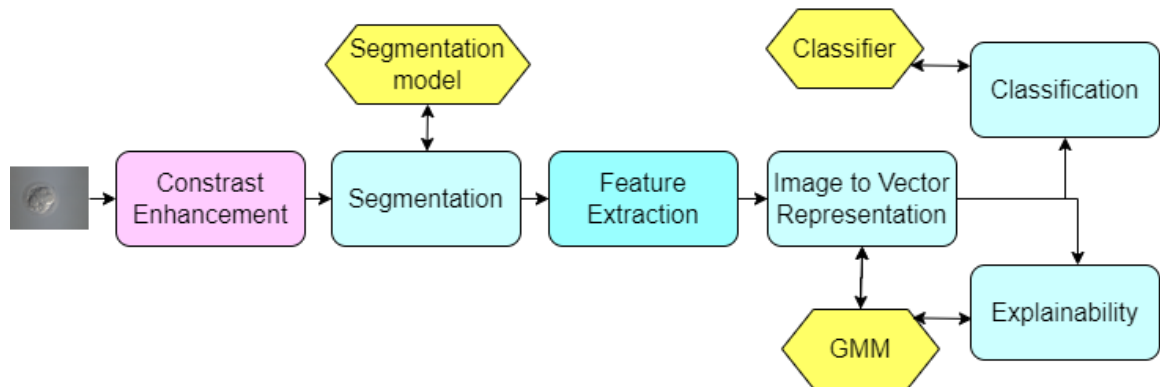 Segmentation
model
Classifier
Classification
Constrast
Enhancement
Segmentation
Feature
Extraction
Image to Vector
Representation
Explainability
GMM